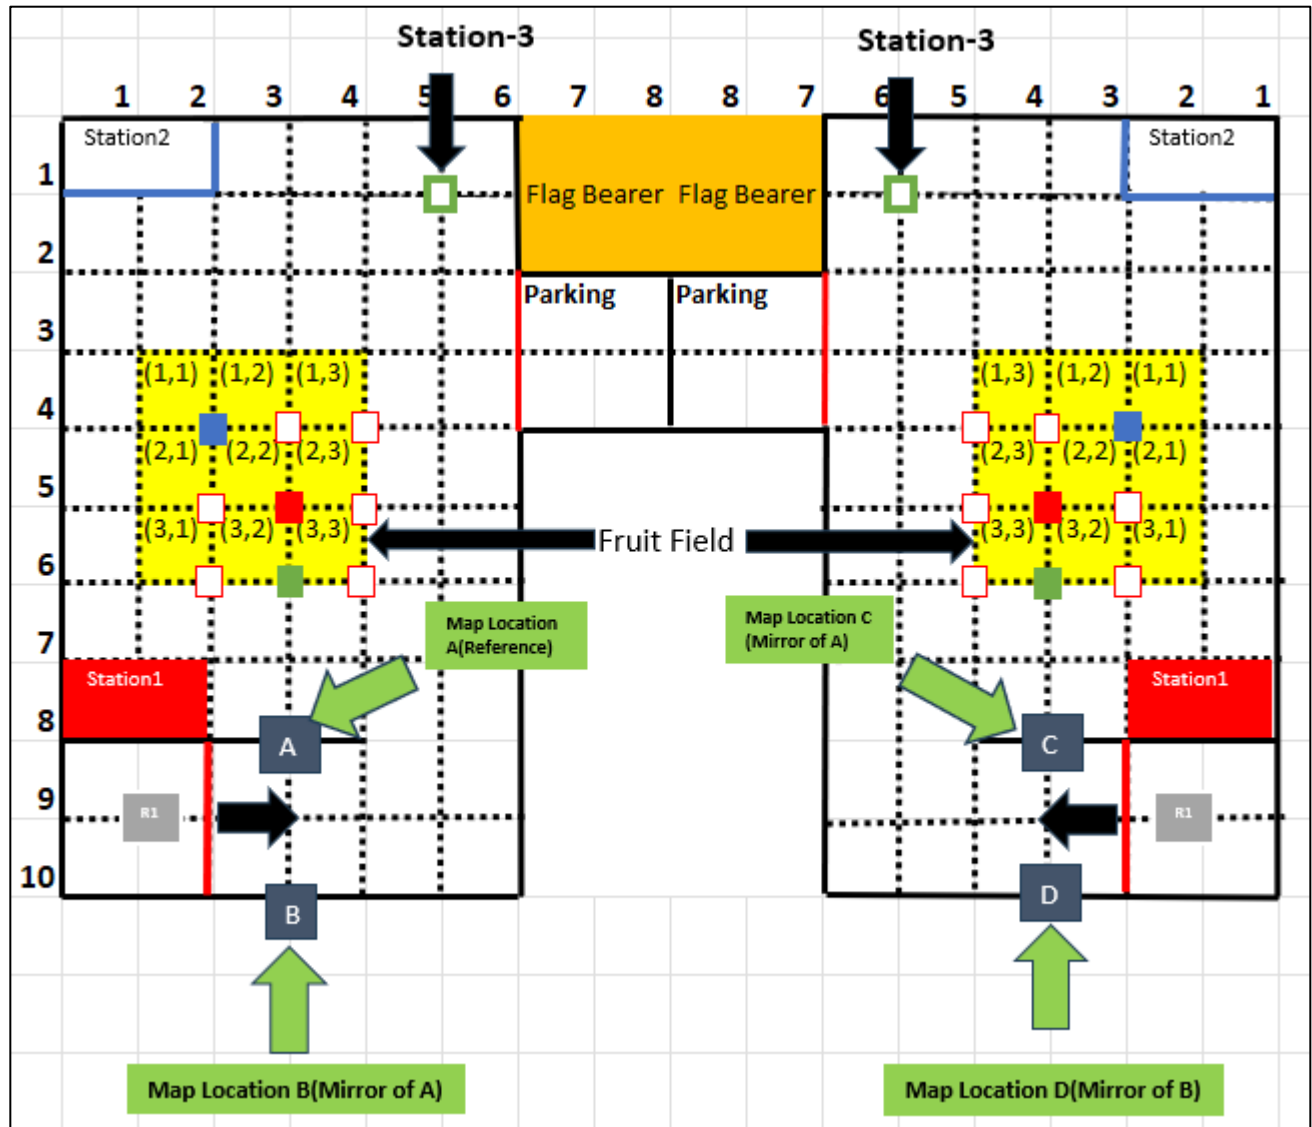 Station-3 Station-3
1 2 3 4 5 6 7 8 8 7 6 5 4 3 2 1
Station2 Station2
1
Flag Bearer Flag Bearer
2
Parking Parking
3
(1,1) (1,2) (1,3) (1,3) (1,2) (1,1)
4
(2,1) (2,2) (2,3) (2,3) (2,2) (2,1)
5
(3,1) (3,2) (3,3) Fruit Field (3,3) (3,2) (3,1)
6
Map Location
A(Reference)
Map Location C
(Mirror of A)
7
Station1 Station1
8
A C
9
R1 R1
10
B D
Map Location B(Mirror of A) Map Location D(Mirror of B)